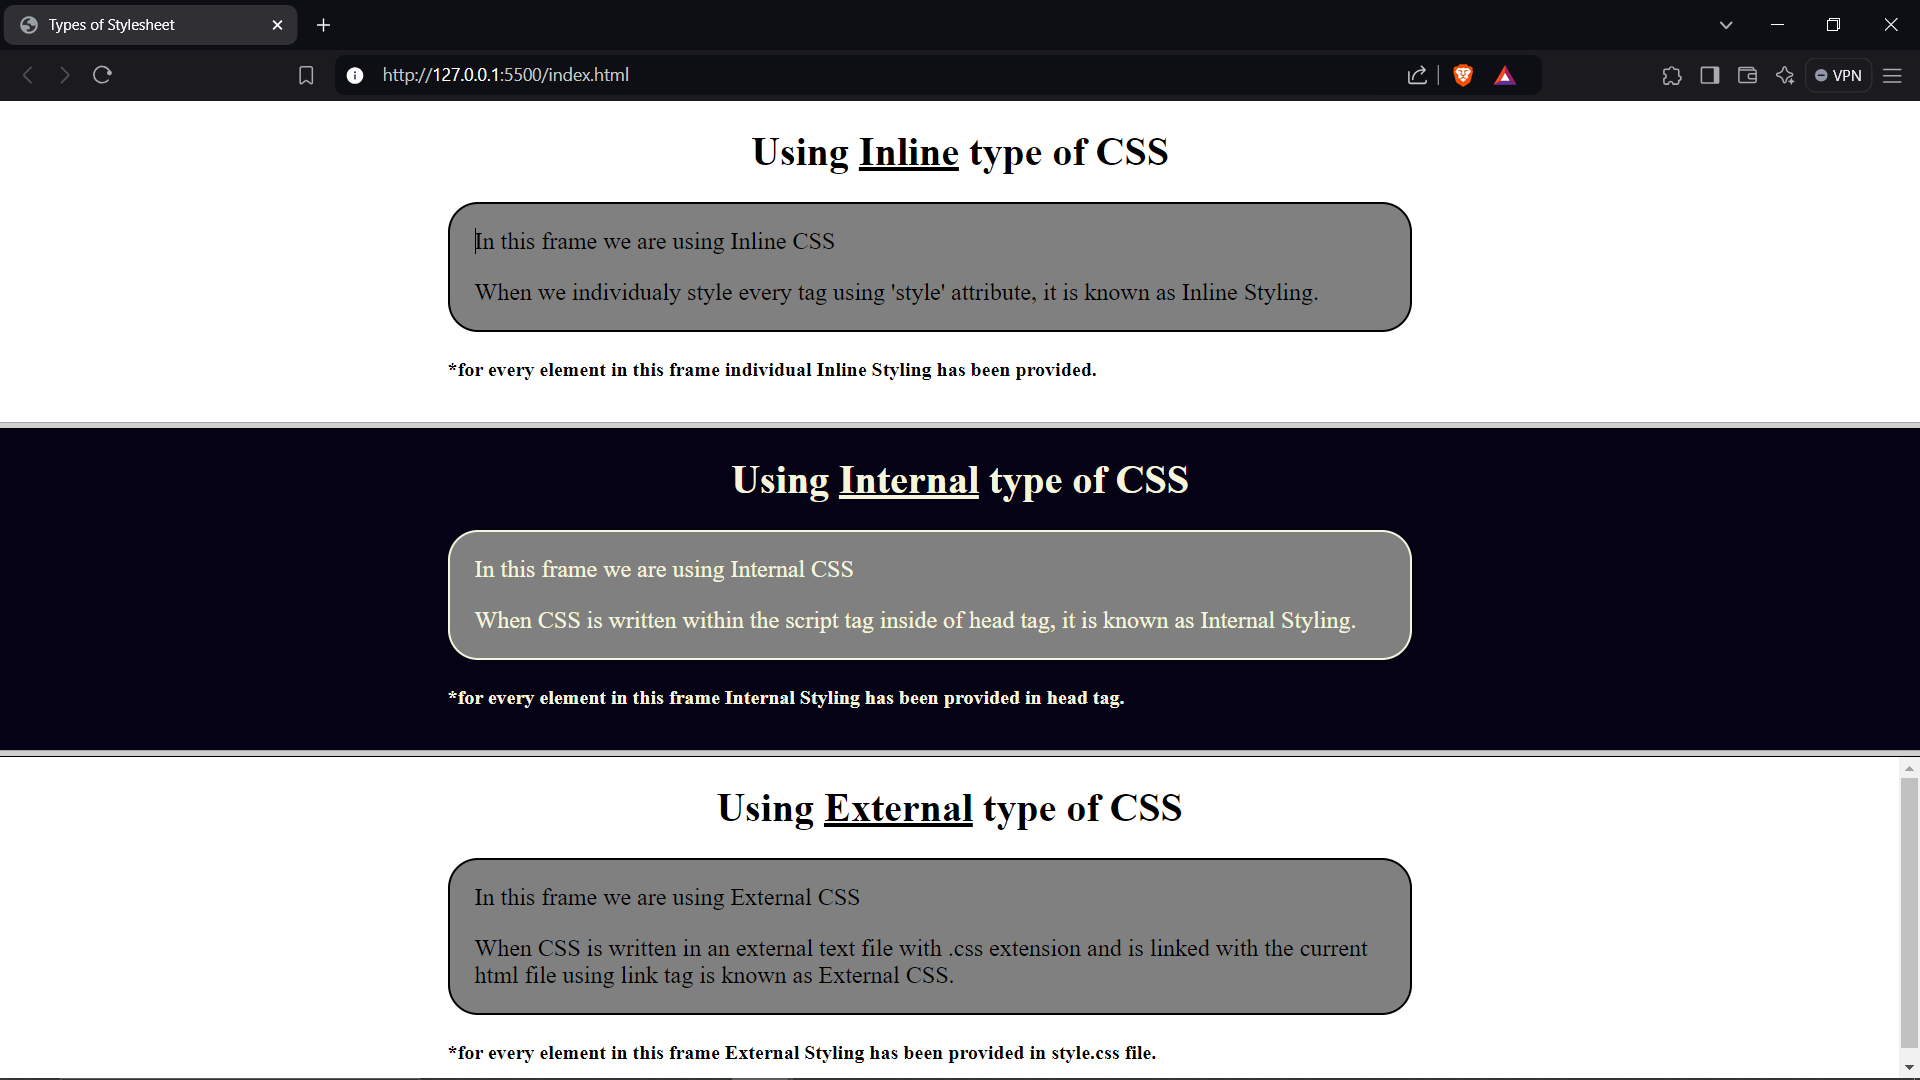 Types of Stylesheet
http://127.0.0.1:5500/index.html
VPN
Using Inline type of CSS
In this frame we are using Inline CSS
When we individualy style every tag using 'style' attribute, it is known as Inline Styling.
*for every element in this frame individual Inline Styling has been provided.
Using Internal type of CSS
In this frame we are using Internal CSS
When CSS is written within the script tag inside of head tag, it is known as Internal Styling.
*for every element in this frame Internal Styling has been provided in head tag.
Using External type of CSS
In this frame we are using External CSS
When CSS is written in an external text file with .css extension and is linked with the current
html file using link tag is known as External CSS.
*for every element in this frame External Styling has been provided in style.css file.